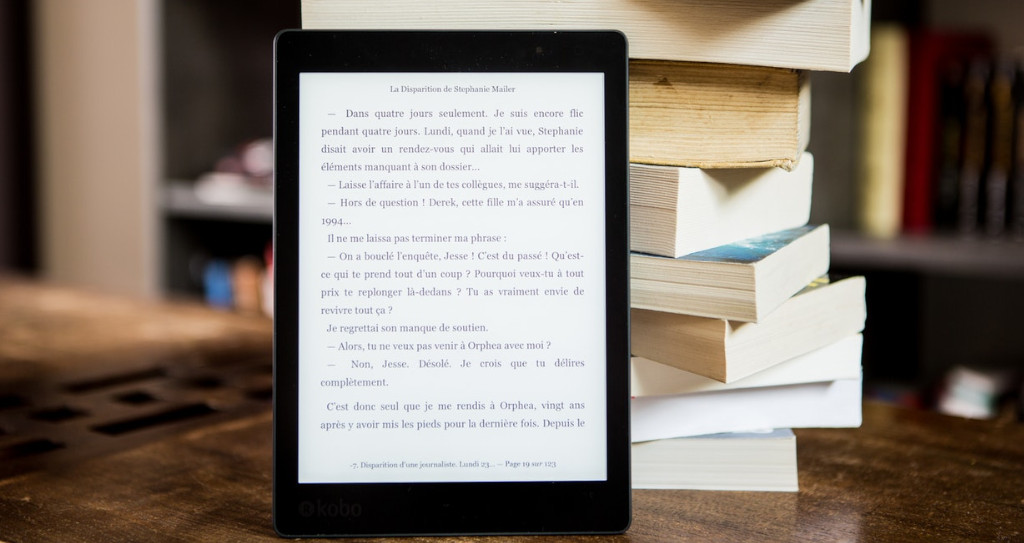 La Disparition de Stephanie Mailer
— Dans quatre jours seulement. Je suis encore flic
pendant quatre jours. Lundi, quand je l'ai vue, Stephanie
disait avoir un rendez-vous qui allait lui apporter les
éléments manquant à son dossier...
— Laisse l'affaire à l'un de tes collègues, me suggéra-t-il.
— Hors de question ! Derek, cette fille m'a assuré qu'en
1994...
Il ne me laissa pas terminer ma phrase :
— On a bouclé l'enquête, Jesse ! C'est du passé ! Qu'est-
ce qui te prend tout d'un coup ? Pourquoi veux-tu à tout
prix te replonger là-dedans ? Tu as vraiment envie de
revivre tout ça ?
Je regrettai son manque de soutien.
— Alors, tu ne veux pas venir à Orphea avec moi ?
— Non, Jesse. Désolé. Je crois que tu délires
complètement.
C'est donc seul que je me rendis à Orphea, vingt ans
après y avoir mis les pieds pour la dernière fois. Depuis le
-7. Disparition d'une journaliste. Lundi 23... – Page 19 sur 123
kobo